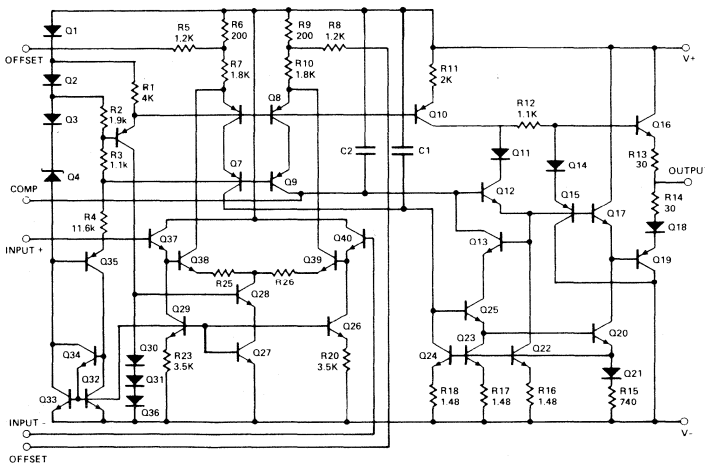 Q1
R5
1.2K
R6
200
R9
200
R8
1.2K
OFFSET
V+
Q2
R1
4K
R7
1.8K
R10
1.8K
R11
2K
Q3
R2
1.9k
Q8
Q10
R12
1.1K
Q16
R3
1.1k
C2
C1
Q11
Q14
R13
30
Q4
Q7
Q9
OUTPUT
COMP
Q12
Q15
Q17
R14
30
R4
11.6k
Q18
INPUT +
Q37
Q40
Q13
Q35
Q38
Q39
Q19
R25
R26
Q28
Q25
Q29
Q26
Q20
Q34
Q30
R23
3.5K
Q27
R20
3.5K
Q24
Q23
Q22
Q21
Q33
Q32
Q31
Q36
R18
1.48
R17
1.48
R16
1.48
R15
740
INPUT -
V-
OFFSET